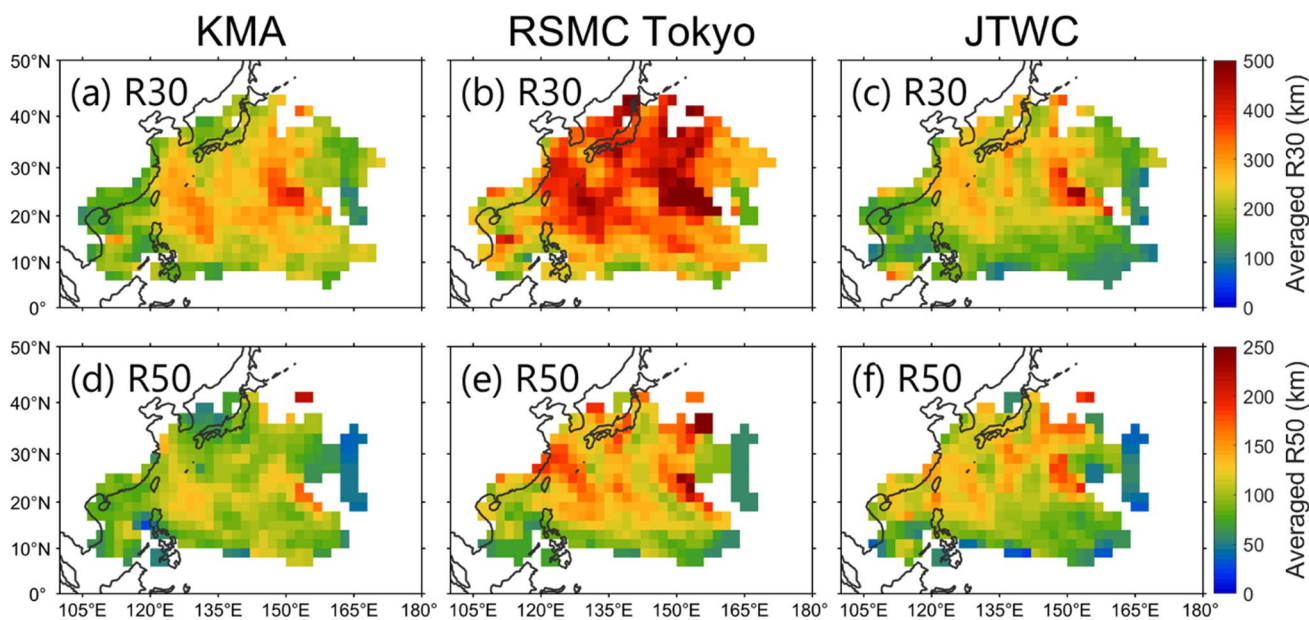 KMA RSMC Tokyo JTWC
50°N 40°N 30°N 20°N 10°N 0°
(a) R30 (b) R30 (c) R30
500 400 300 200 100 0
Averaged R30 (km)
50°N 40°N 30°N 20°N 10°N 0°
(d) R50 (e) R50 (f) R50
250 200 150 100 50 0
Averaged R50 (km)
105°E 120°E 135°E 150°E 165°E 180° 105°E 120°E 135°E 150°E 165°E 180° 105°E 120°E 135°E 150°E 165°E 180°